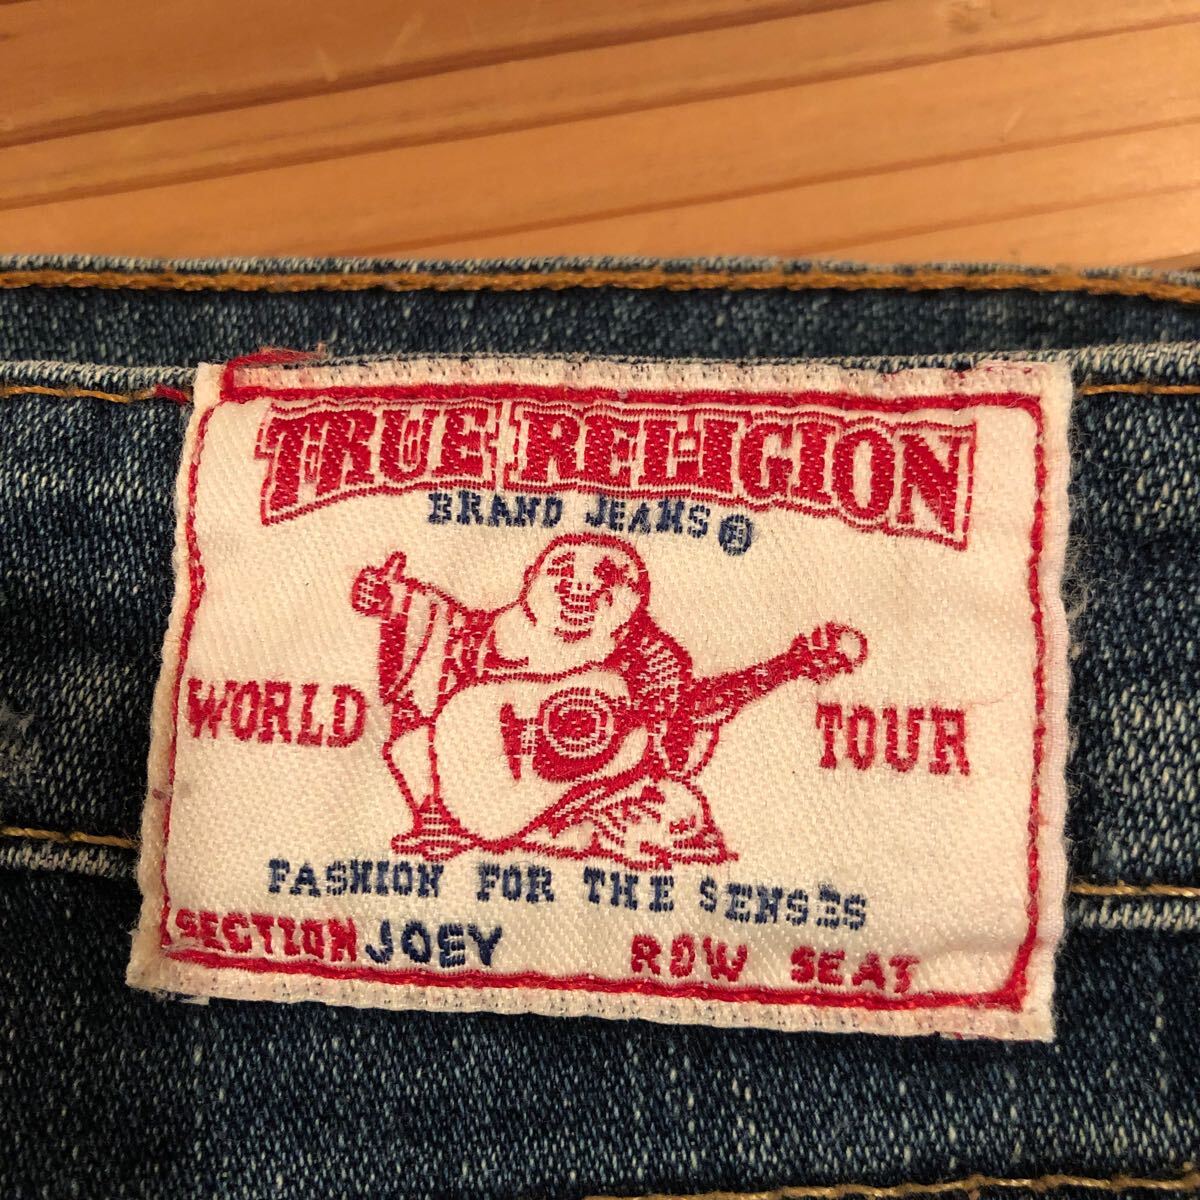 TRUE RELIGION
BRAND JEANS®
WORLD TOUR
FASHION FOR THE SENSES
SECTION JOEY ROW SEAT